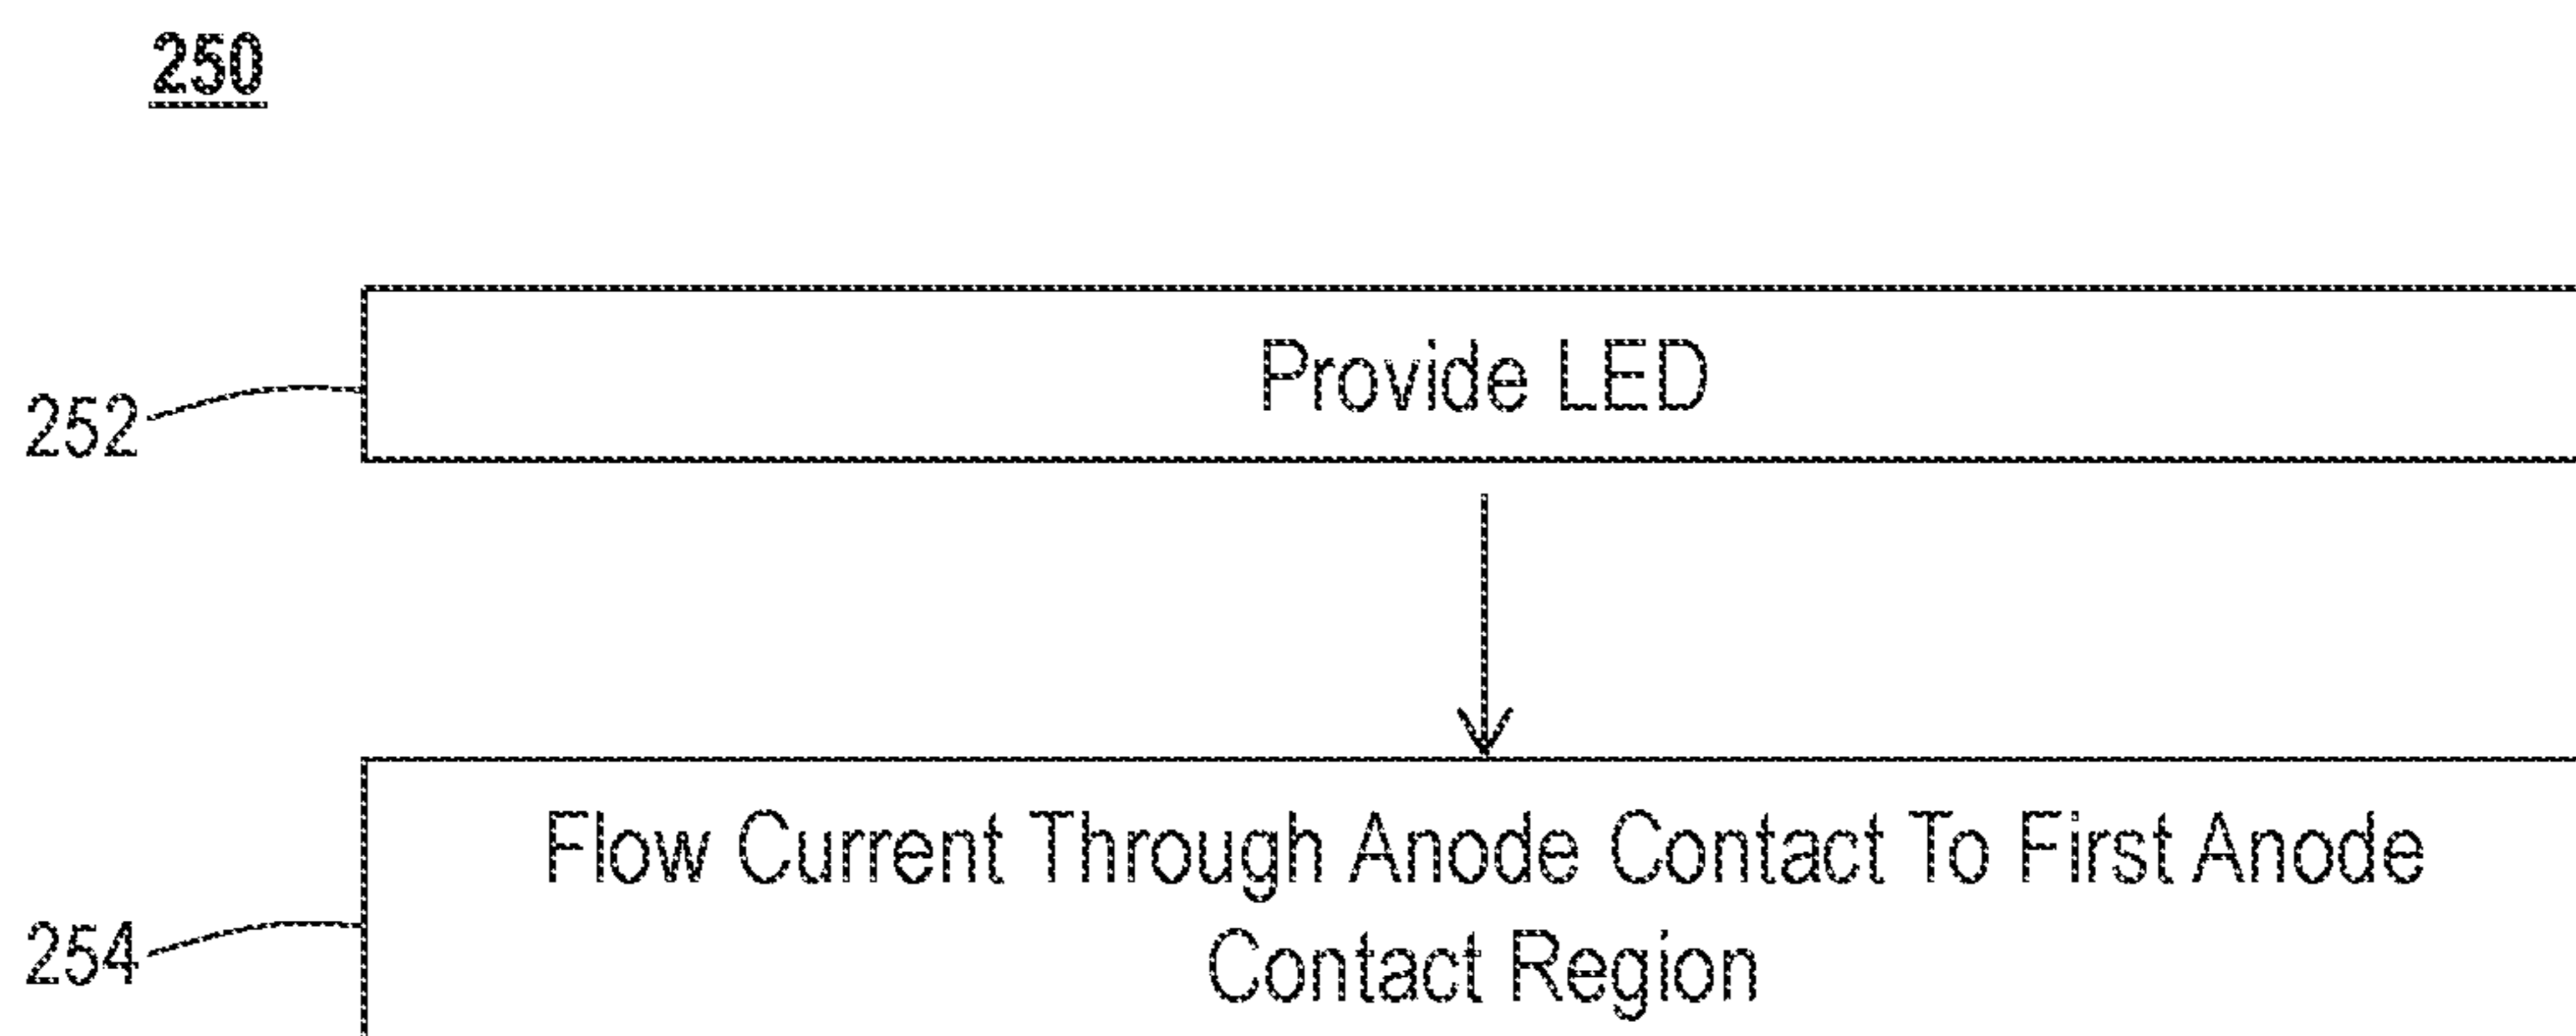 250
252
Provide LED
254
Flow Current Through Anode Contact To First Anode
Contact Region